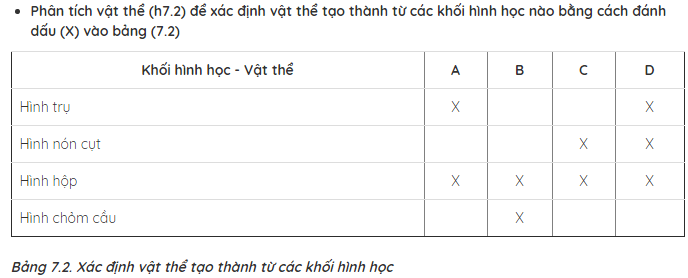 • Phân tích vật thể (h7.2) để xác định vật thể tạo thành từ các khối hình học nào bằng cách đánh
dấu (X) vào bảng (7.2)
Khối hình học - Vật thể A B C D
Hình trụ X X
Hình nón cụt X X
Hình hộp X X X X
Hình chỏm cầu X
Bảng 7.2. Xác định vật thể tạo thành từ các khối hình học